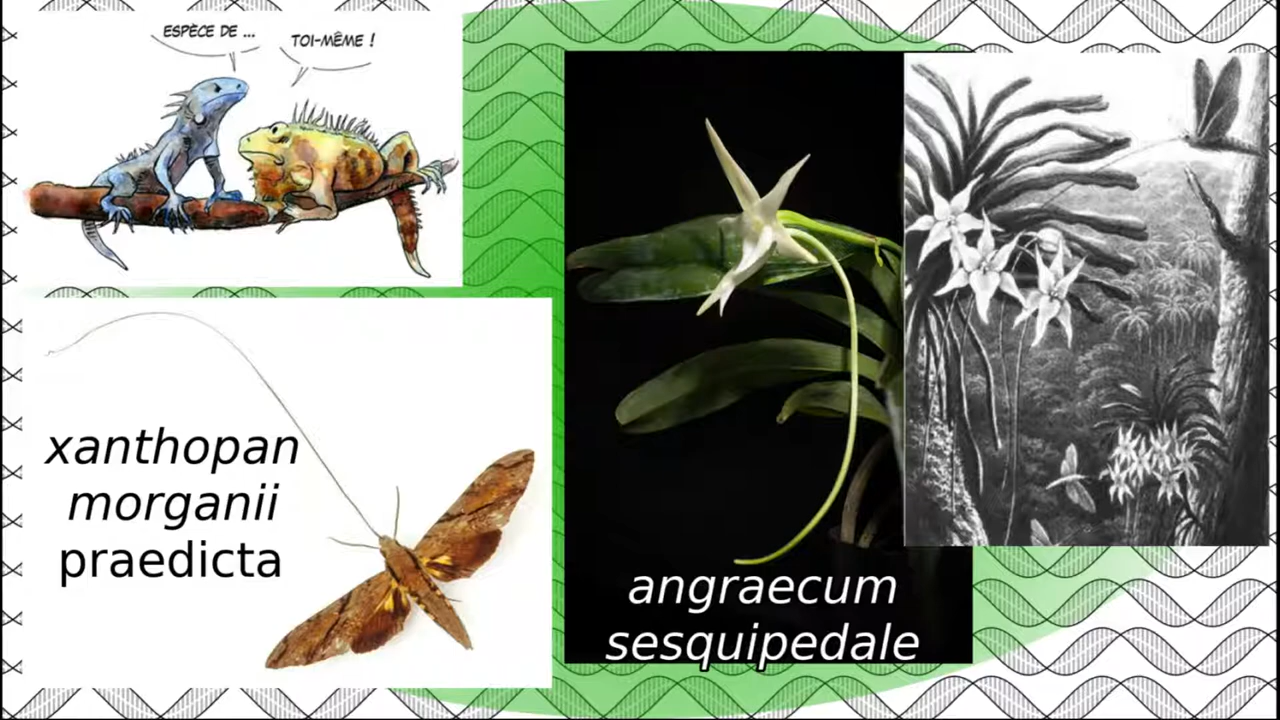 ESPÈCE DE ...
TOI-MÊME !
xanthopan
morganii
praedicta
angraecum
sesquipedale